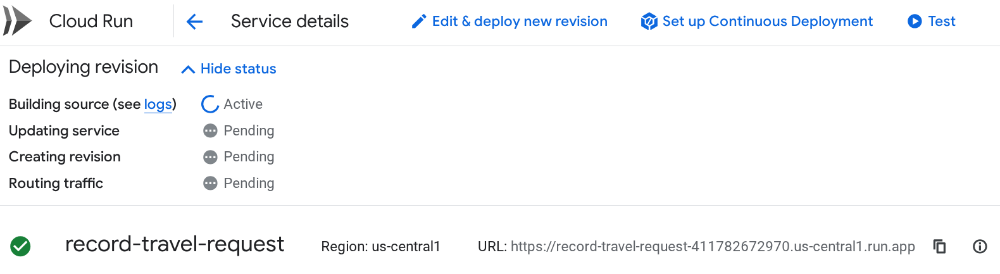 Cloud Run Service details Edit & deploy new revision Set up Continuous Deployment Test
Deploying revision Hide status
Building source (see logs) Active
Updating service Pending
Creating revision Pending
Routing traffic Pending
record-travel-request Region: us-central1 URL: https://record-travel-request-411782672970.us-central1.run.app